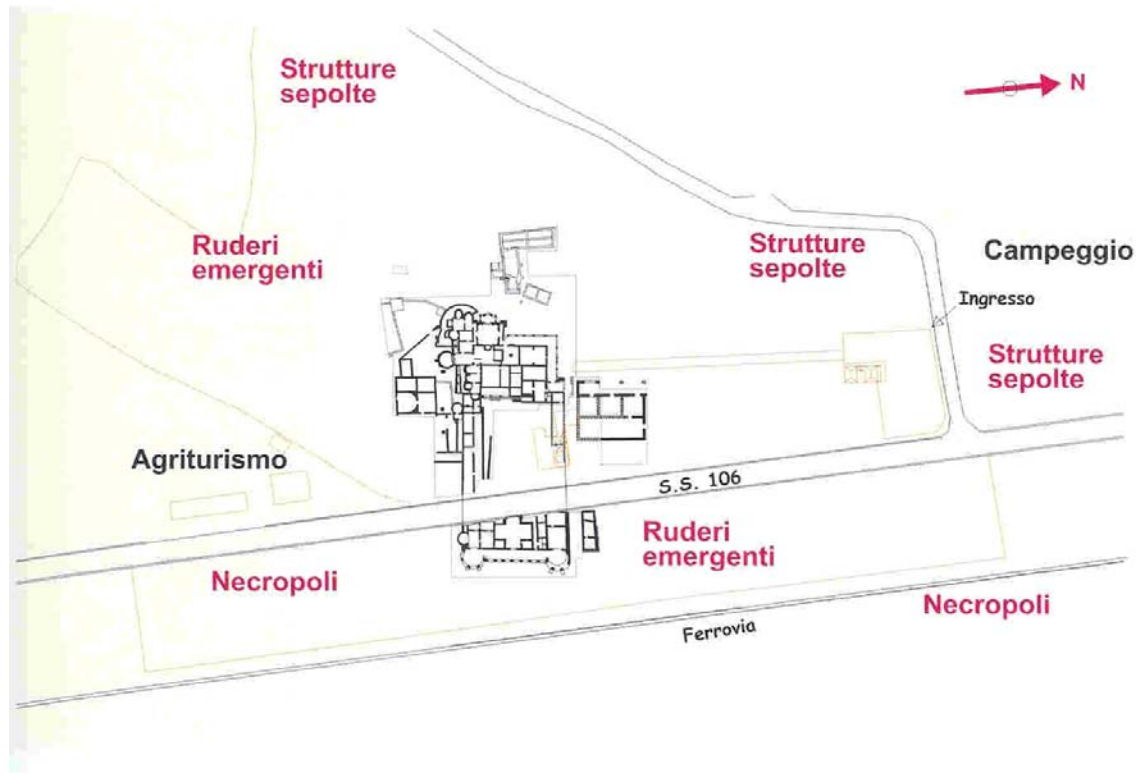 Strutture
sepolte
N
Ruderi
emergenti
Strutture
sepolte
Campeggio
Ingresso
Strutture
sepolte
Agriturismo
S.S. 106
Ruderi
emergenti
Necropoli
Necropoli
Ferrovia